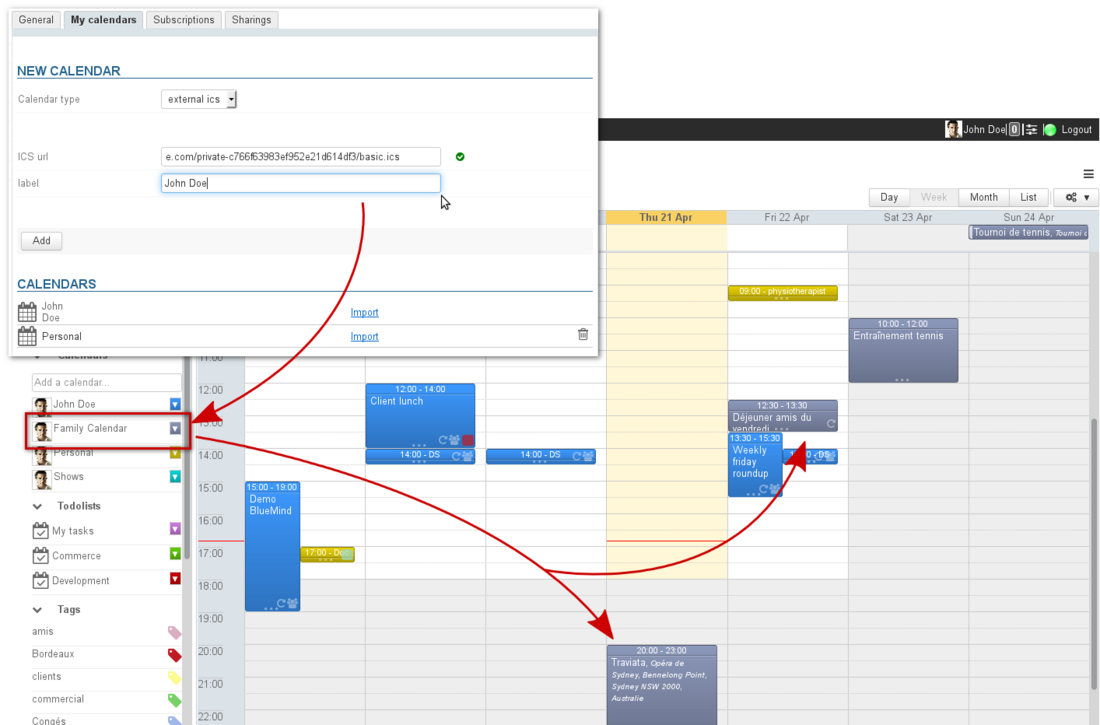 General My calendars Subscriptions Sharings
NEW CALENDAR
Calendar type external ics
ICS url e.com/private-c766f63983ef952e21d614df3/basic.ics
label John Doe
Add
CALENDARS
John
Doe
Import
Personal Import
John Doe 0 Logout
Day Week Month List
Thu 21 Apr Fri 22 Apr Sat 23 Apr Sun 24 Apr
Tournoi de tennis, Tournoi
Calendars
Add a calendar...
John Doe
Family Calendar
Personal
Shows
Todolists
My tasks
Commerce
Development
Tags
amis
Bordeaux
clients
commercial
Congés
11:00
12:00
13:00
14:00
15:00
16:00
17:00
18:00
19:00
20:00
21:00
22:00
15:00 - 19:00
Demo
BlueMind
17:00 - Doc
12:00 - 14:00
Client lunch
14:00 - DS
14:00 - DS
20:00 - 23:00
Traviata, Opéra de
Sydney, Bennelong Point,
Sydney NSW 2000,
Australie
09:00 - physiotherapist
12:30 - 13:30
Déjeuner amis du
vendredi
13:30 - 15:30
Weekly
friday
roundup
10:00 - 12:00
Entraînement tennis